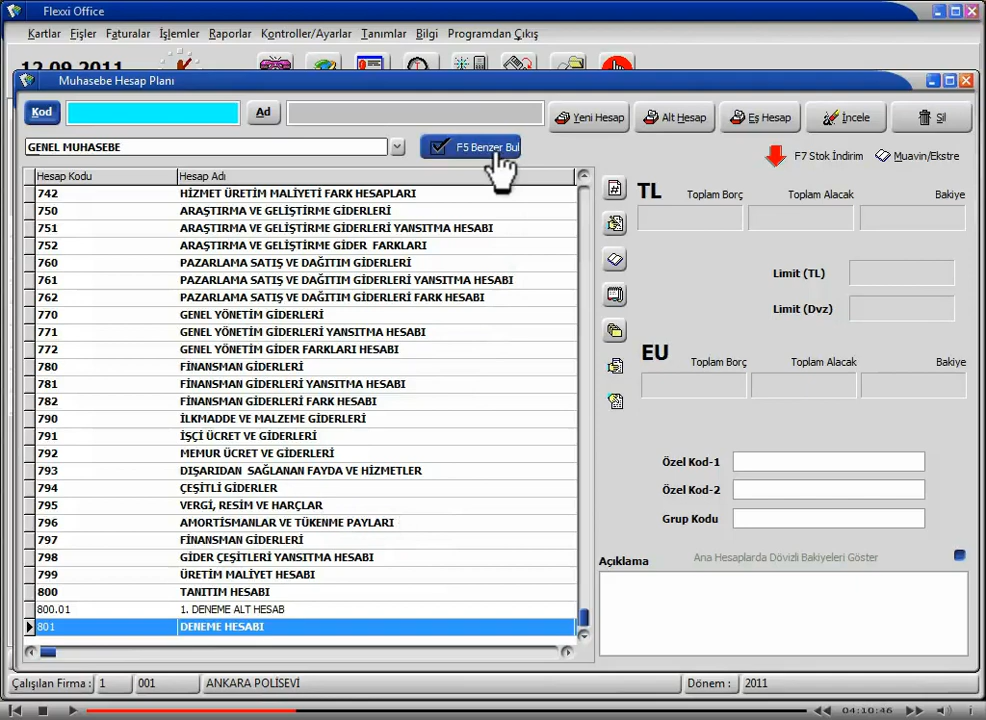 Flexxi Office
Kartlar Fişler Faturalar İşlemler Raporlar Kontroller/Ayarlar Tanımlar Bilgi Programdan Çıkış
12.09.2011
Muhasebe Hesap Planı
Kod Ad Yeni Hesap Alt Hesap Eş Hesap İncele Sil
GENEL MUHASEBE F5 Benzer Bul
F7 Stok İndirim Muavin/Ekstre
Hesap Kodu Hesap Adı
742 HİZMET ÜRETİM MALİYETİ FARK HESAPLARI
750 ARAŞTIRMA VE GELİŞTİRME GİDERLERİ
751 ARAŞTIRMA VE GELİŞTİRME GİDERLERİ YANSITMA HESABI
752 ARAŞTIRMA VE GELİŞTİRME GİDER FARKLARI
760 PAZARLAMA SATIŞ VE DAĞITIM GİDERLERİ
761 PAZARLAMA SATIŞ VE DAĞITIM GİDERLERİ YANSITMA HESABI
762 PAZARLAMA SATIŞ VE DAĞITIM GİDERLERİ FARK HESABI
770 GENEL YÖNETİM GİDERLERİ
771 GENEL YÖNETİM GİDERLERİ YANSITMA HESABI
772 GENEL YÖNETİM GİDER FARKLARI HESABI
780 FİNANSMAN GİDERLERİ
781 FİNANSMAN GİDERLERİ YANSITMA HESABI
782 FİNANSMAN GİDERLERİ FARK HESABI
790 İLKMADDE VE MALZEME GİDERLERİ
791 İŞÇİ ÜCRET VE GİDERLERİ
792 MEMUR ÜCRET VE GİDERLERİ
793 DIŞARIDAN SAĞLANAN FAYDA VE HİZMETLER
794 ÇEŞİTLİ GİDERLER
795 VERGİ, RESİM VE HARÇLAR
796 AMORTİSMANLAR VE TÜKENME PAYLARI
797 FİNANSMAN GİDERLERİ
798 GİDER ÇEŞİTLERİ YANSITMA HESABI
799 ÜRETİM MALİYET HESABI
800 TANITIM HESABI
800.01 1. DENEME ALT HESAB
801 DENEME HESABI
TL Toplam Borç Toplam Alacak Bakiye
Limit (TL)
Limit (Dvz)
EU Toplam Borç Toplam Alacak Bakiye
Özel Kod-1
Özel Kod-2
Grup Kodu
Açıklama Ana Hesaplarda Dövizli Bakiyeleri Göster
Çalışılan Firma : 1 001 ANKARA POLİSEVİ Dönem : 2011
04:10:46